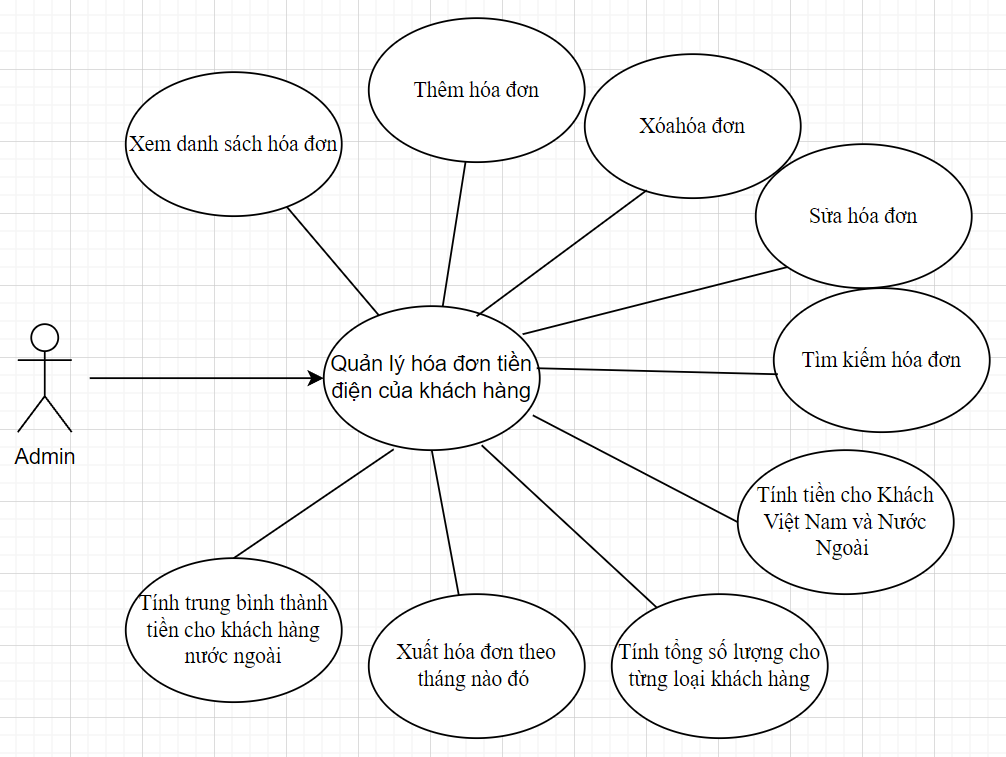 Thêm hóa đơn
Xóahóa đơn
Xem danh sách hóa đơn
Sửa hóa đơn
Tìm kiếm hóa đơn
Quản lý hóa đơn tiền
điện của khách hàng
Admin
Tính tiền cho Khách
Việt Nam và Nước
Ngoài
Tính trung bình thành
tiền cho khách hàng
nước ngoài
Xuất hóa đơn theo
tháng nào đó
Tính tổng số lượng cho
từng loại khách hàng